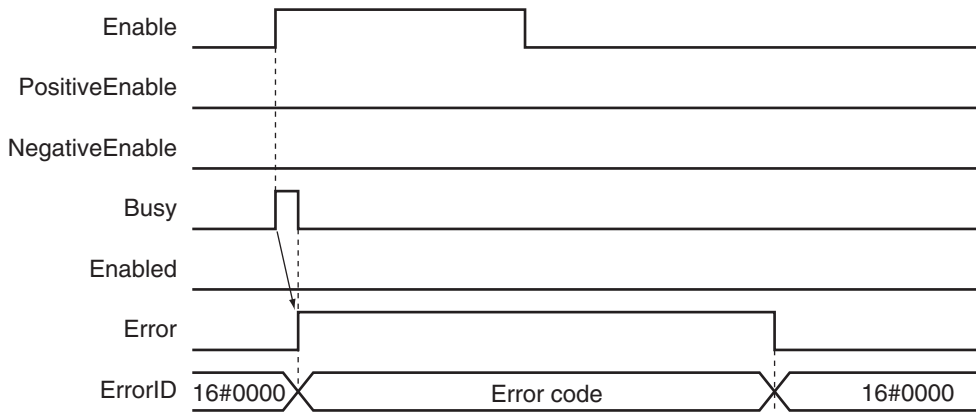 Enable
PositiveEnable
NegativeEnable
Busy
Enabled
Error
ErrorID 16#0000 Error code 16#0000